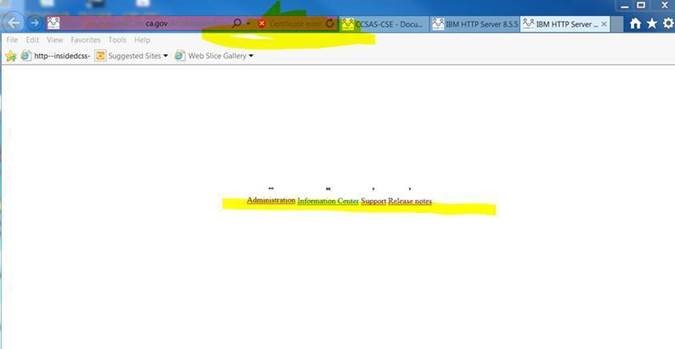 ca.gov Certificate error CCSAS-CSE - Docu... IBM HTTP Server 8.5.5 IBM HTTP Server ...
File Edit View Favorites Tools Help
http--insidedcss- Suggested Sites Web Slice Gallery
Administration Information Center Support Release notes